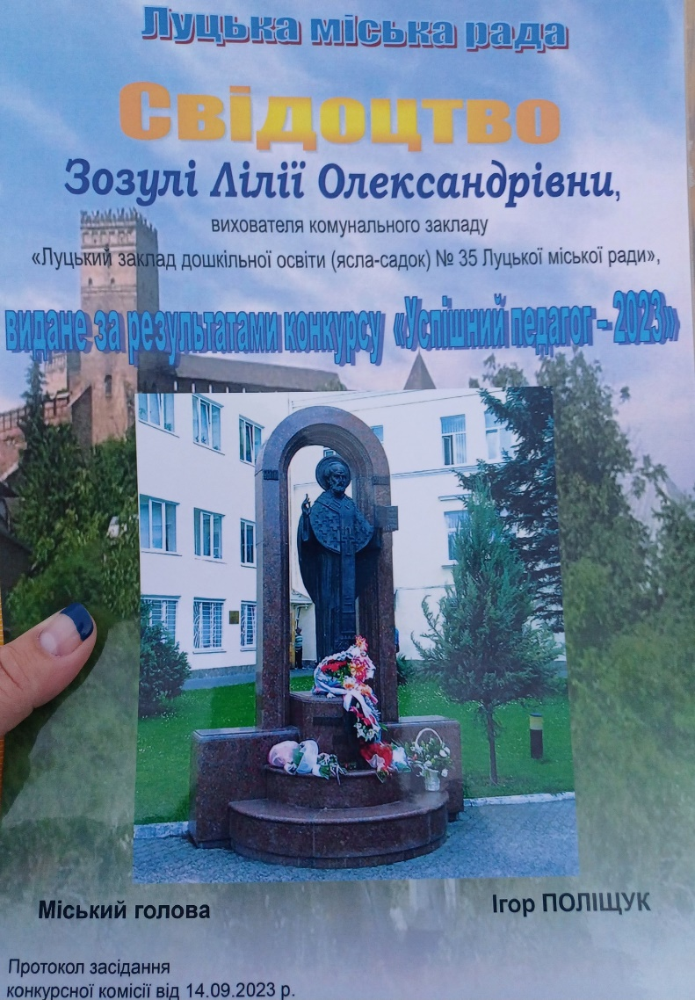 Луцька міська рада
Свідоцтво
Зозулі Лілії Олександрівни,
вихователя комунального закладу
«Луцький заклад дошкільної освіти (ясла-садок) № 35 Луцької міської ради»,
видане за результатами конкурсу «Успішний педагог – 2023»
Міський голова
Ігор ПОЛІЩУК
Протокол засідання
конкурсної комісії від 14.09.2023 р.